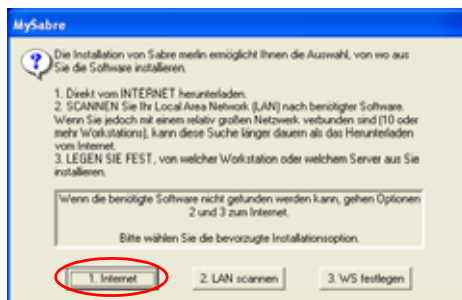 MySabre
Die Installation von Sabre merlin ermöglicht Ihnen die Auswahl, von wo aus
Sie die Software installieren.
1. Direkt vom INTERNET herunterladen.
2. SCANNEN Sie Ihr Local Area Network (LAN) nach benötigter Software.
Wenn Sie jedoch mit einem relativ großen Netzwerk verbunden sind (10 oder
mehr Workstations), kann diese Suche länger dauern als das Herunterladen
vom Internet.
3. LEGEN SIE FEST, von welcher Workstation oder welchem Server aus Sie
installieren.
Wenn die benötigte Software nicht gefunden werden kann, gehen Optionen
2 und 3 zum Internet.
Bitte wählen Sie die bevorzugte Installationsoption.
1. Internet 2. LAN scannen 3. WS festlegen